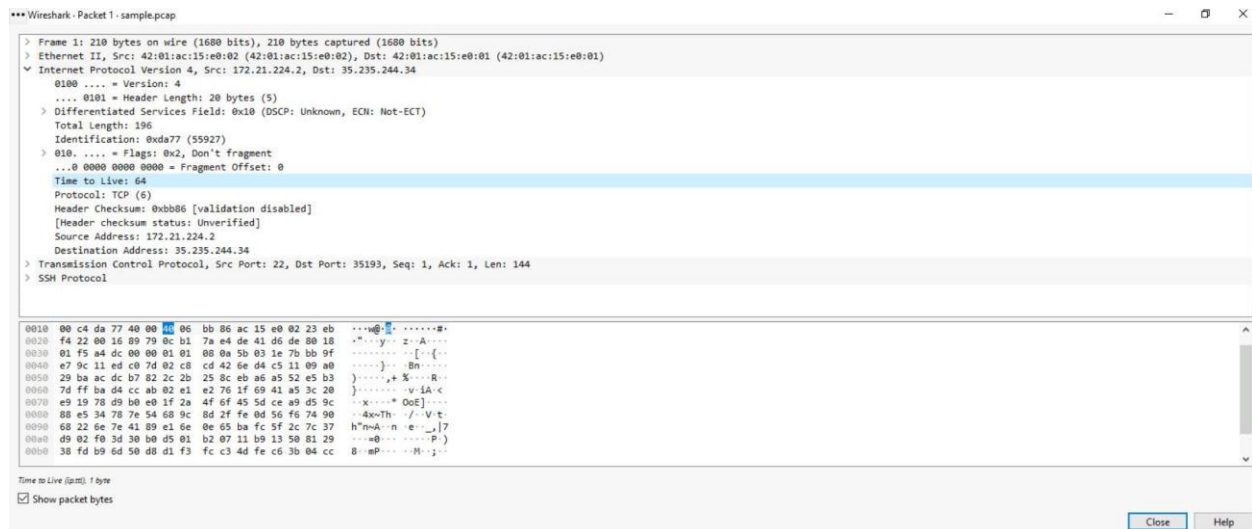 Wireshark · Packet 1 · sample.pcap
> Frame 1: 210 bytes on wire (1680 bits), 210 bytes captured (1680 bits)
> Ethernet II, Src: 42:01:ac:15:e0:02 (42:01:ac:15:e0:02), Dst: 42:01:ac:15:e0:01 (42:01:ac:15:e0:01)
Internet Protocol Version 4, Src: 172.21.224.2, Dst: 35.235.244.34
0100 .... = Version: 4
.... 0101 = Header Length: 20 bytes (5)
> Differentiated Services Field: 0x10 (DSCP: Unknown, ECN: Not-ECT)
Total Length: 196
Identification: 0xda77 (55927)
> 010. .... = Flags: 0x2, Don't fragment
...0 0000 0000 0000 = Fragment Offset: 0
Time to Live: 64
Protocol: TCP (6)
Header Checksum: 0xbb86 [validation disabled]
[Header checksum status: Unverified]
Source Address: 172.21.224.2
Destination Address: 35.235.244.34
> Transmission Control Protocol, Src Port: 22, Dst Port: 35193, Seq: 1, Ack: 1, Len: 144
> SSH Protocol
0010 00 c4 da 77 40 00 40 06 bb 86 ac 15 e0 02 23 eb ···w@·@· ······#·
0020 f4 22 00 16 89 79 0c b1 7a e4 de 41 d6 de 80 18 ·"···y·· z··A····
0030 01 f5 a4 dc 00 00 01 01 08 0a 5b 03 1e 7b bb 9f ········ ··[··{··
0040 e7 9c 11 ed c0 7d 02 c8 cd 42 6e d4 c5 11 09 a0 ·····}·· ·Bn·····
0050 29 ba ac dc b7 82 2c 2b 25 8c eb a6 a5 52 e5 b3 )·····,+ %····R··
0060 7d ff ba d4 cc ab 02 e1 e2 76 1f 69 41 a5 3c 20 }······· ·v·iA·<
0070 e9 19 78 d9 b0 e0 1f 2a 4f 6f 45 5d ce a9 d5 9c ··x····* OoE]····
0080 88 e5 34 78 7e 54 68 9c 8d 2f fe 0d 56 f6 74 90 ··4x~Th· ·/··V·t·
0090 68 22 6e 7e 41 89 e1 6e 0e 65 ba fc 5f 2c 7c 37 h"n~A··n ·e··_,|7
00a0 d9 02 f0 3d 30 b0 d5 01 b2 07 11 b9 13 50 81 29 ···=0··· ·····P·)
00b0 38 fd b9 6d 50 d8 d1 f3 fc c3 4d fe c6 3b 04 cc 8··mP··· ··M··;··
Time to Live (ip.ttl), 1 byte
Show packet bytes
Close Help